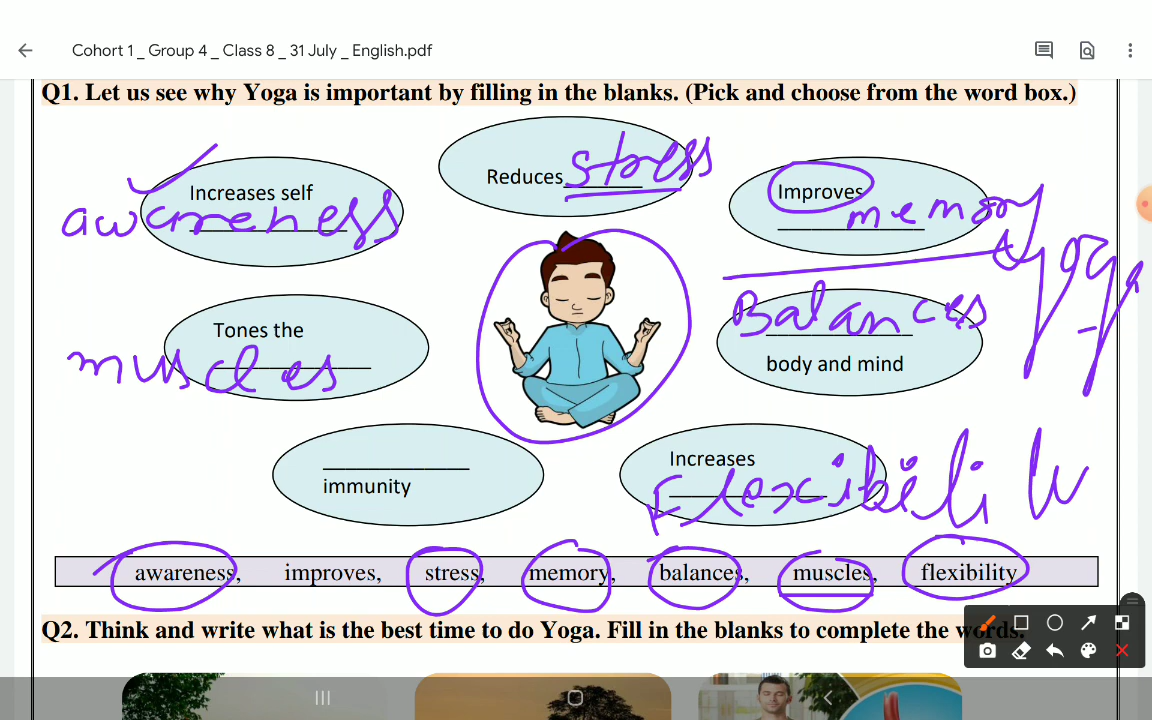 Cohort 1 _ Group 4 _ Class 8 _ 31 July _ English.pdf
Q1. Let us see why Yoga is important by filling in the blanks. (Pick and choose from the word box.)
Increases self
awareness
Reduces stress
Improves
memory
Yoga
Tones the
muscles
Balances
body and mind
immunity
Increases
awareness, improves, stress, memory, balances, muscles, flexibility
Q2. Think and write what is the best time to do Yoga. Fill in the blanks to complete the words.